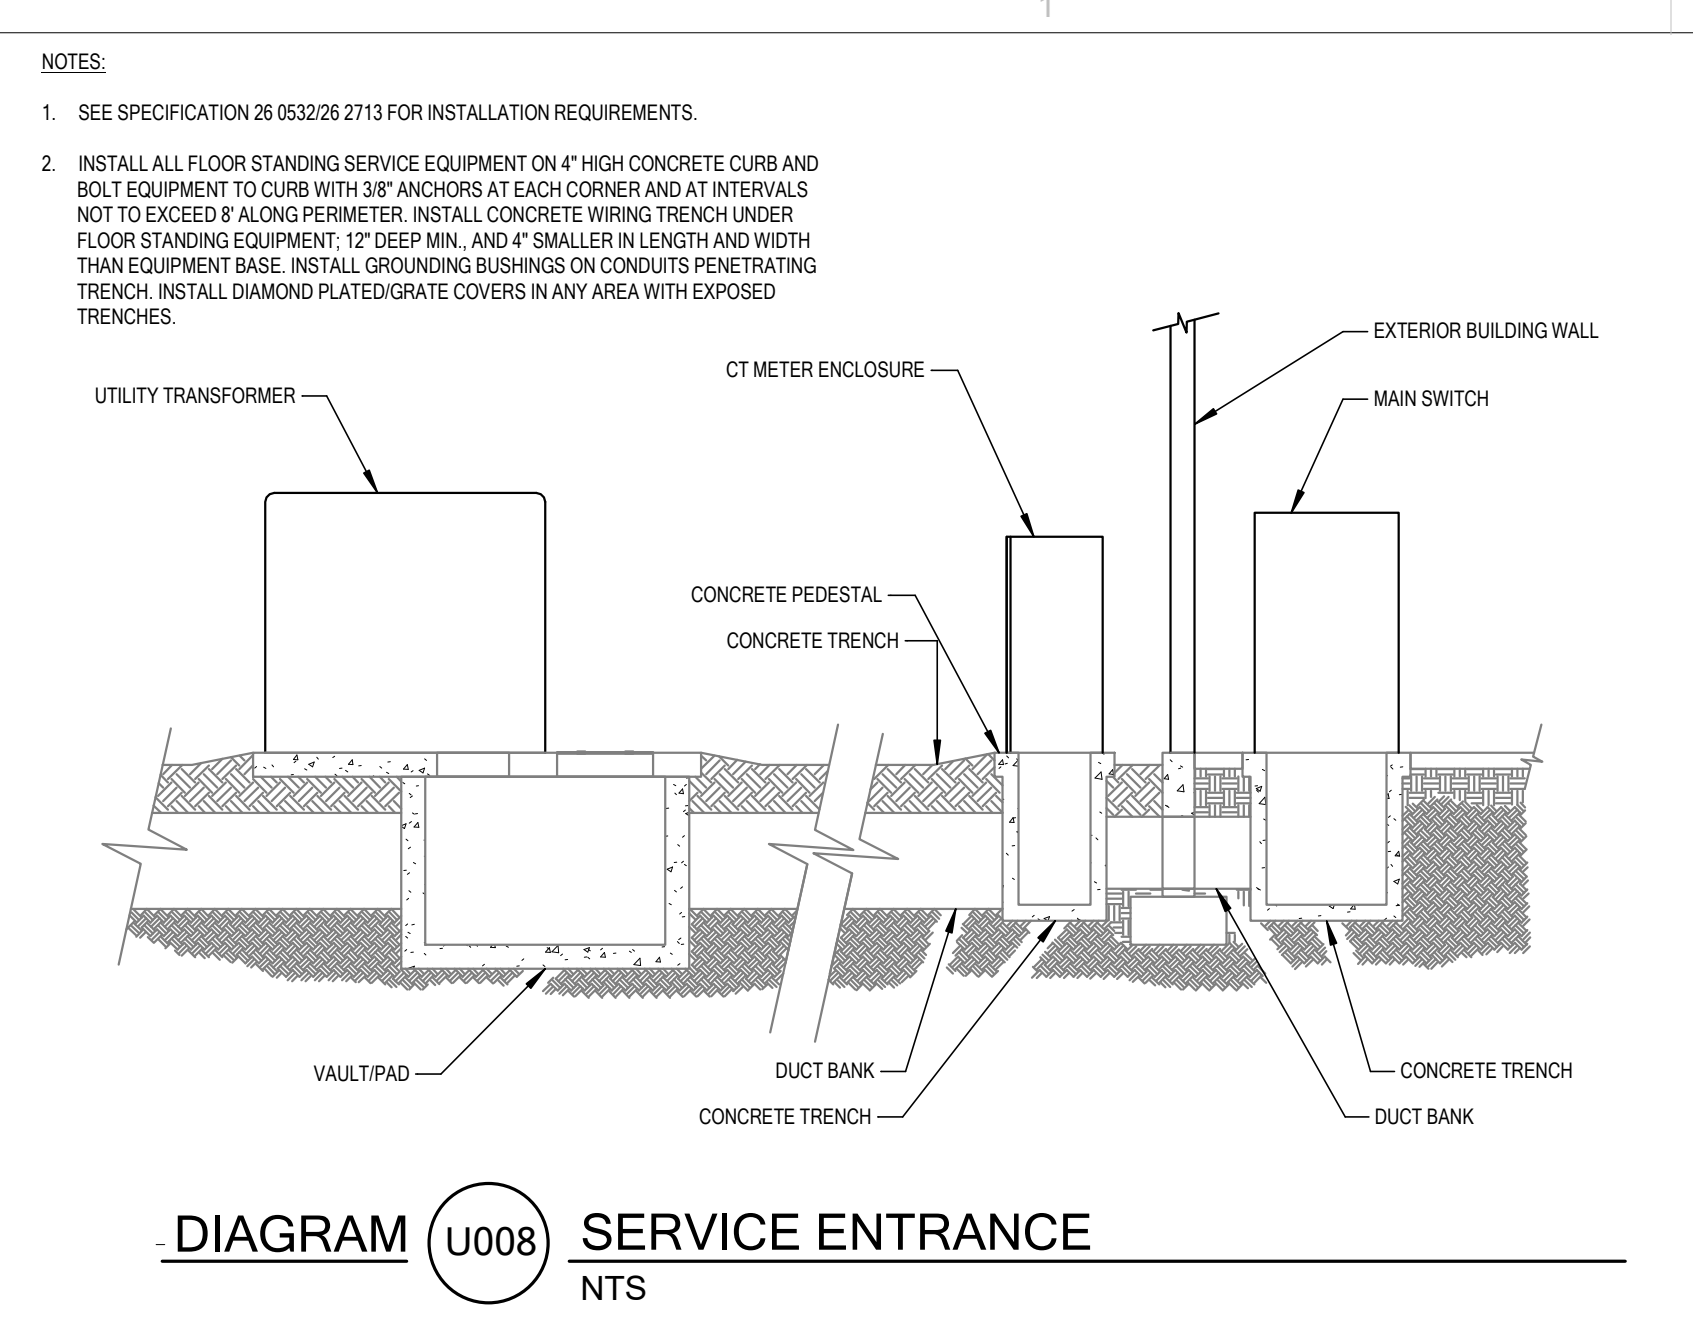 1
NOTES:
1. SEE SPECIFICATION 26 0532/26 2713 FOR INSTALLATION REQUIREMENTS.
2. INSTALL ALL FLOOR STANDING SERVICE EQUIPMENT ON 4" HIGH CONCRETE CURB AND
BOLT EQUIPMENT TO CURB WITH 3/8" ANCHORS AT EACH CORNER AND AT INTERVALS
NOT TO EXCEED 8' ALONG PERIMETER. INSTALL CONCRETE WIRING TRENCH UNDER
FLOOR STANDING EQUIPMENT; 12" DEEP MIN., AND 4" SMALLER IN LENGTH AND WIDTH
THAN EQUIPMENT BASE. INSTALL GROUNDING BUSHINGS ON CONDUITS PENETRATING
TRENCH. INSTALL DIAMOND PLATED/GRATE COVERS IN ANY AREA WITH EXPOSED
TRENCHES.
EXTERIOR BUILDING WALL
CT METER ENCLOSURE
UTILITY TRANSFORMER
MAIN SWITCH
CONCRETE PEDESTAL
CONCRETE TRENCH
VAULT/PAD
DUCT BANK
CONCRETE TRENCH
CONCRETE TRENCH
DUCT BANK
DIAGRAM U008 SERVICE ENTRANCE
NTS